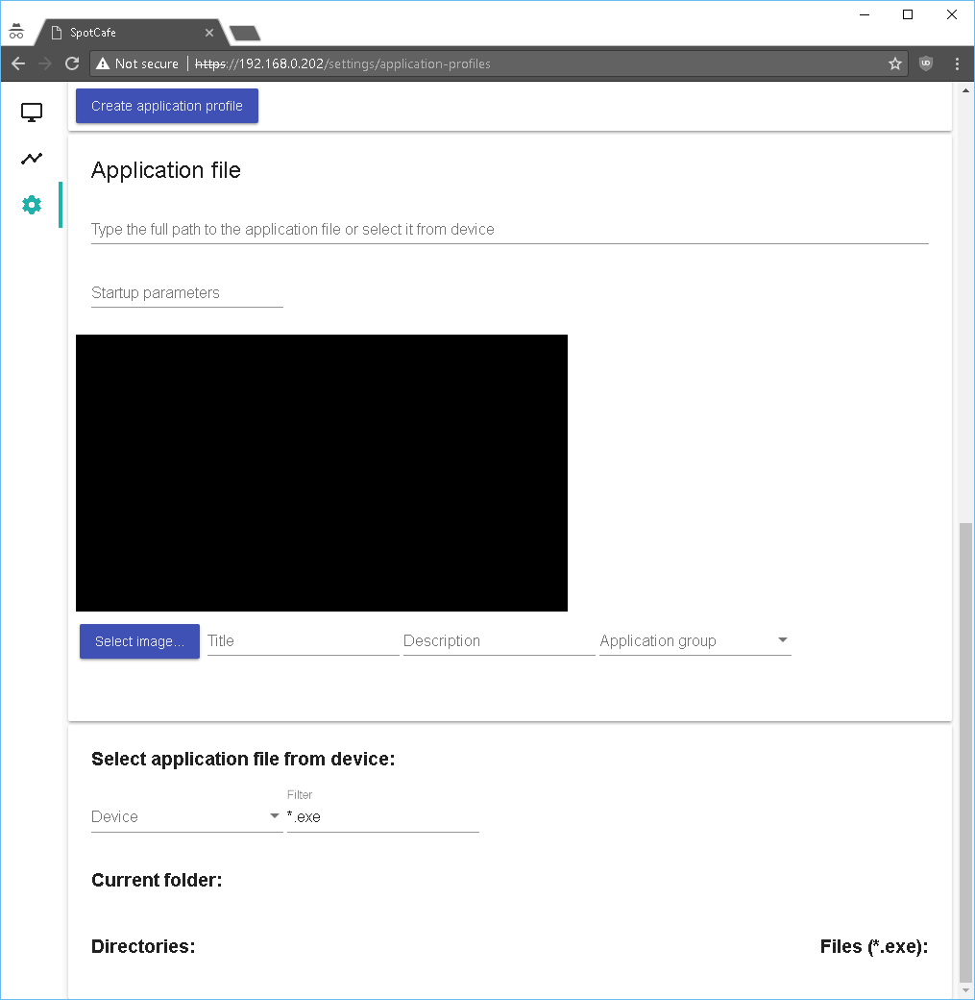 SpotCafe
Not secure | https://192.168.0.202/settings/application-profiles
Create application profile
Application file
Type the full path to the application file or select it from device
Startup parameters
Select image...
Title
Description
Application group
Select application file from device:
Filter
Device
*.exe
Current folder:
Directories:
Files (*.exe):